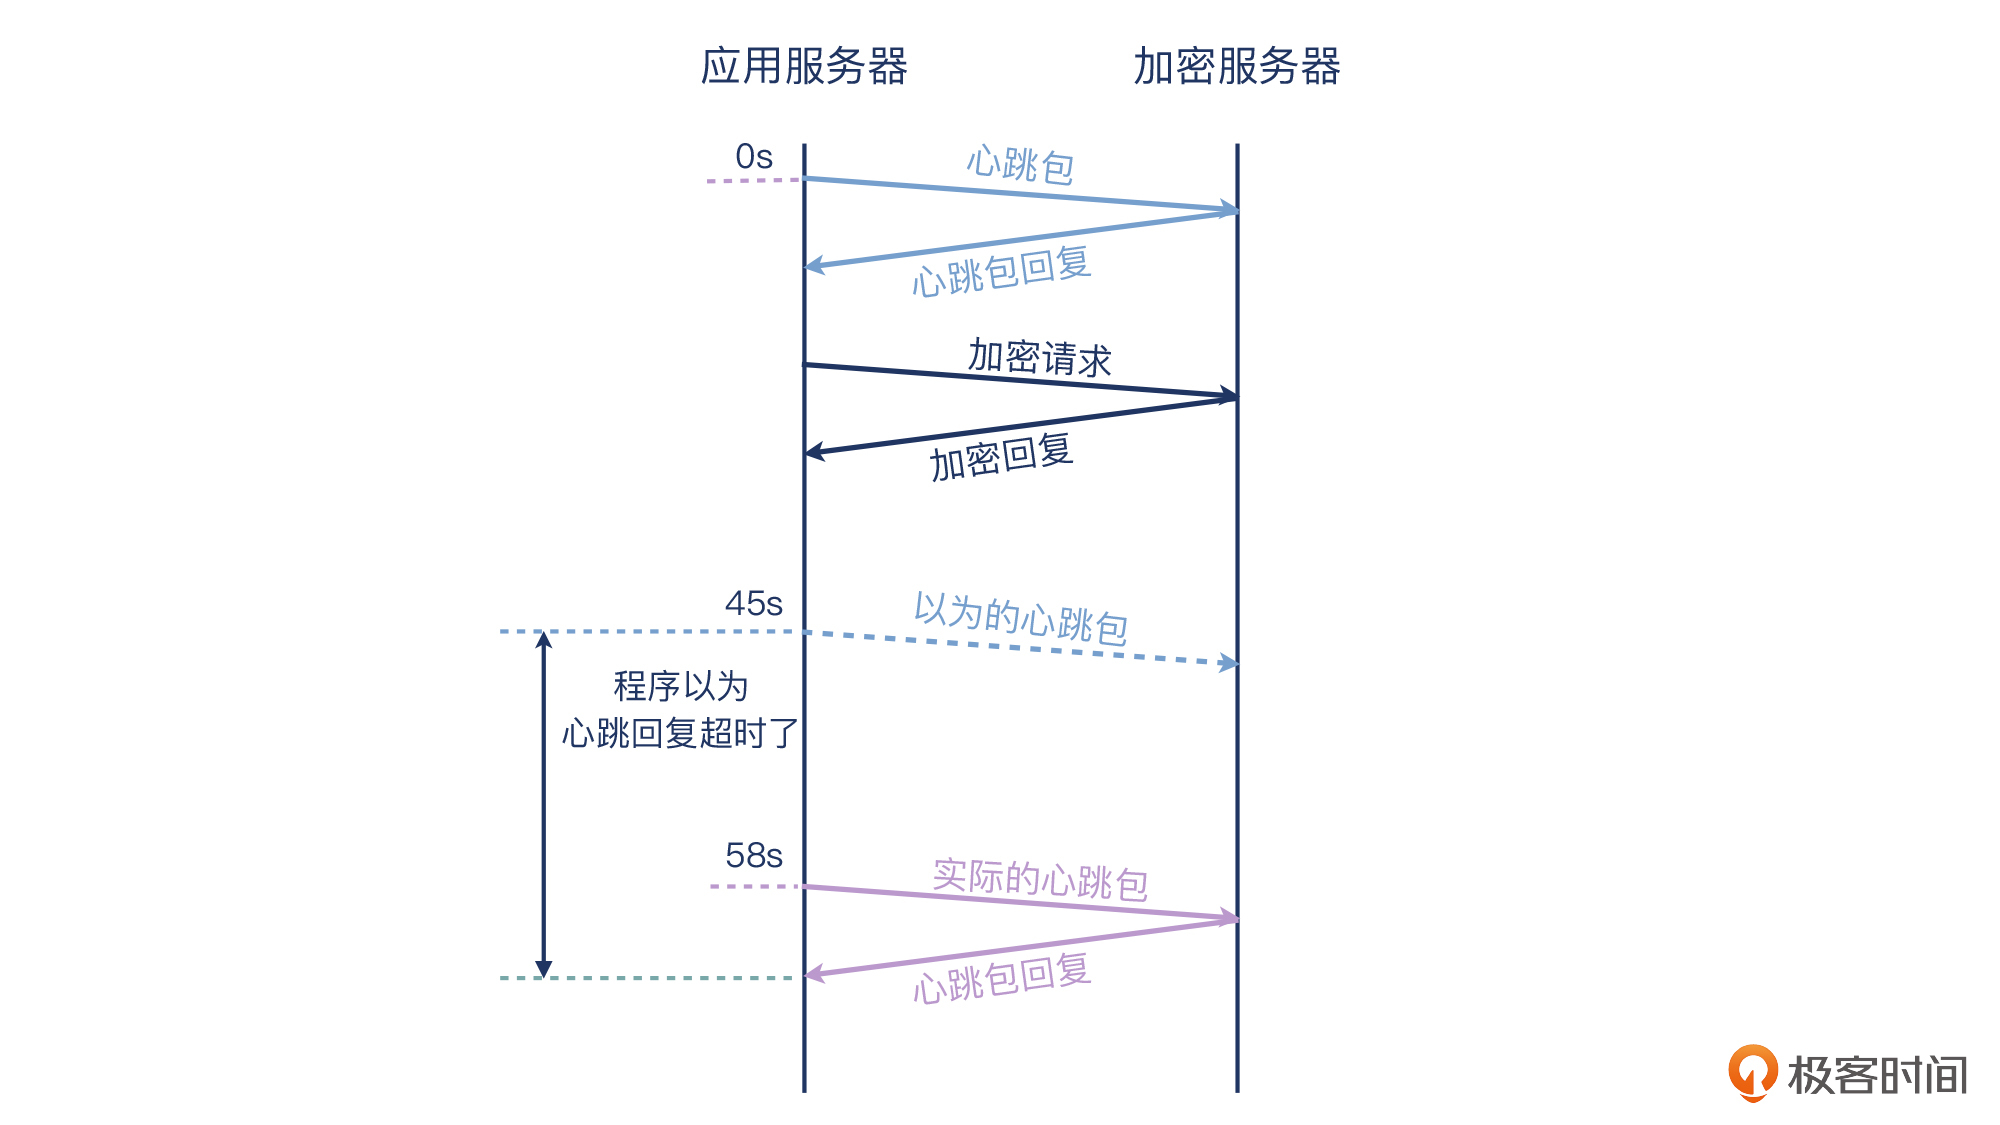 应用服务器
加密服务器
0s
心跳包
心跳包回复
加密请求
加密回复
45s
以为的心跳包
程序以为
心跳回复超时了
58s
实际的心跳包
心跳包回复
极客时间